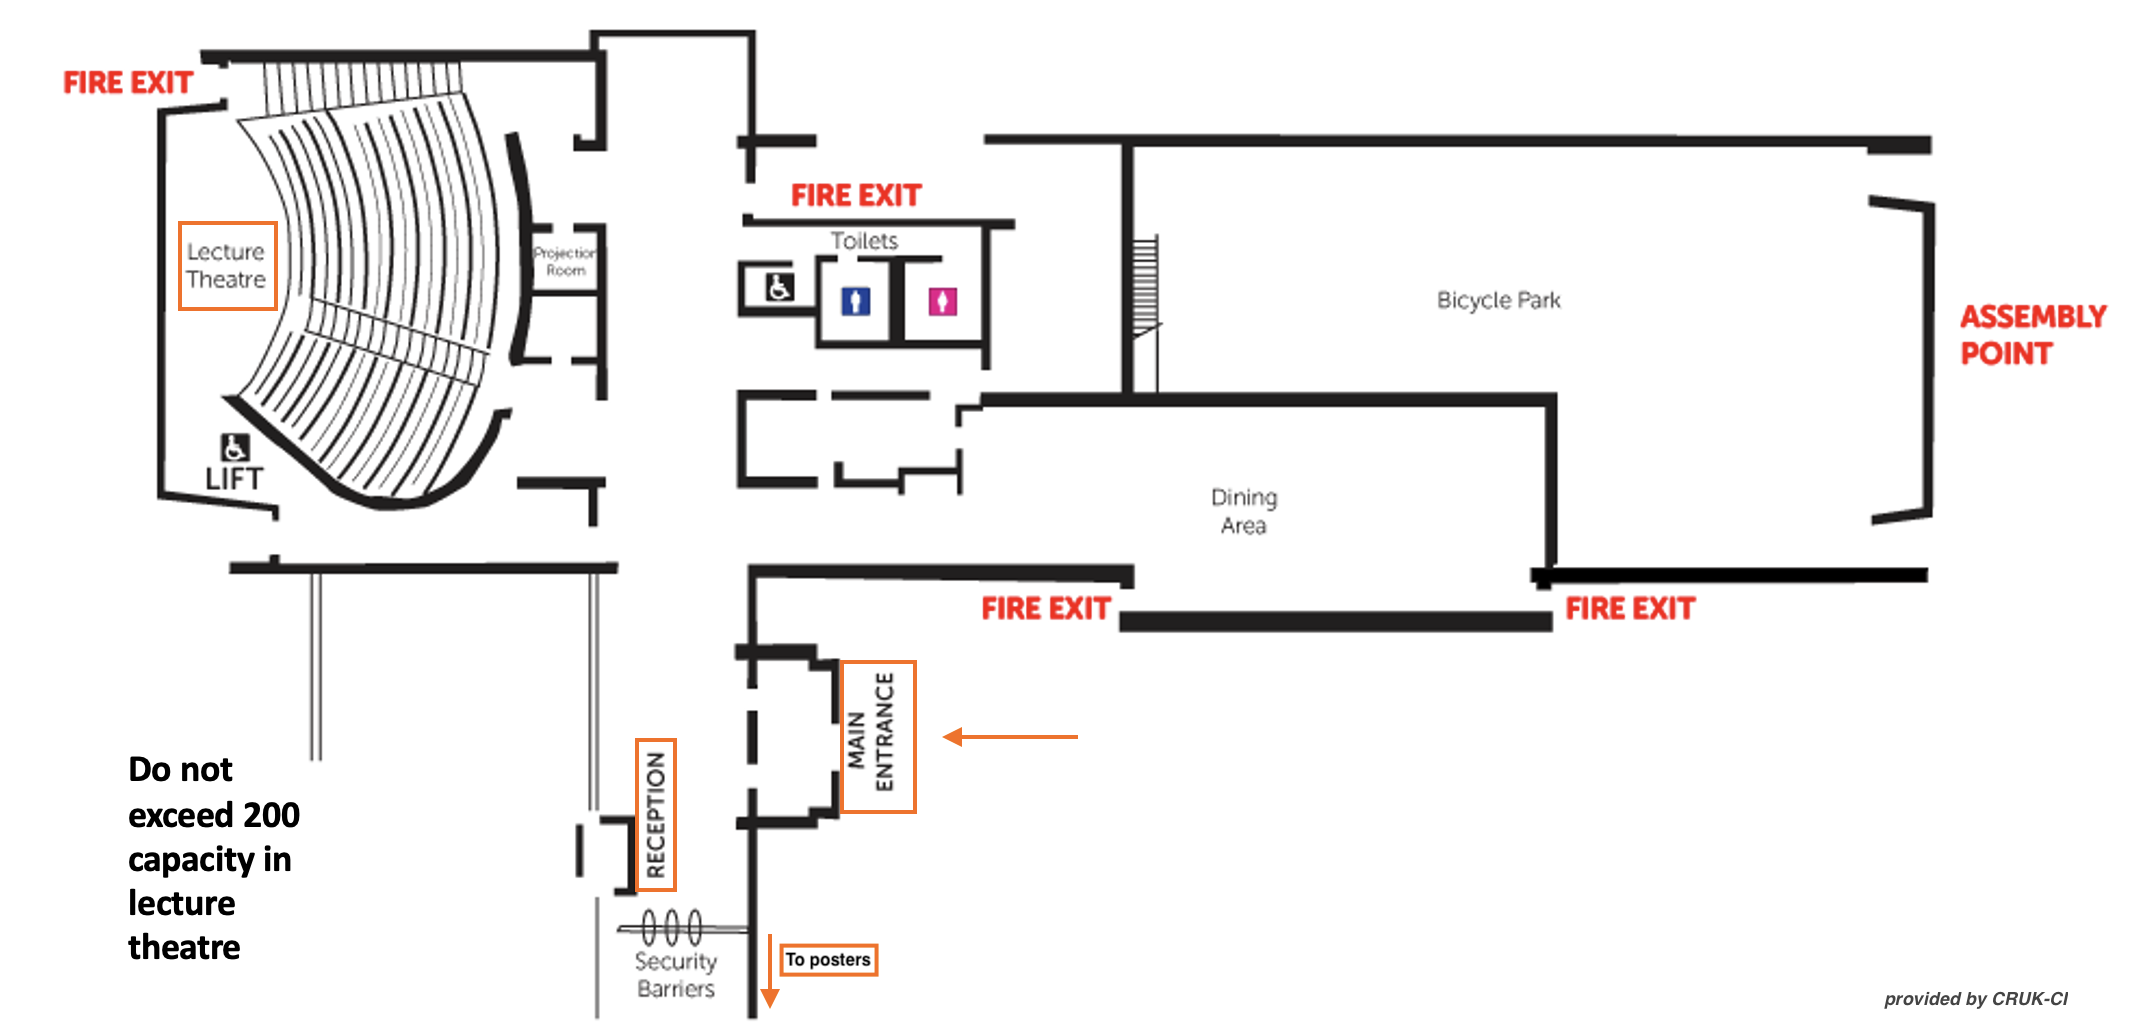 FIRE EXIT
FIRE EXIT
Toilets
Lecture
Theatre
Projection
Room
Bicycle Park
ASSEMBLY
POINT
LIFT
Dining
Area
FIRE EXIT
FIRE EXIT
MAIN
ENTRANCE
RECEPTION
Do not
exceed 200
capacity in
lecture
theatre
Security
Barriers
To posters
provided by CRUK-CI